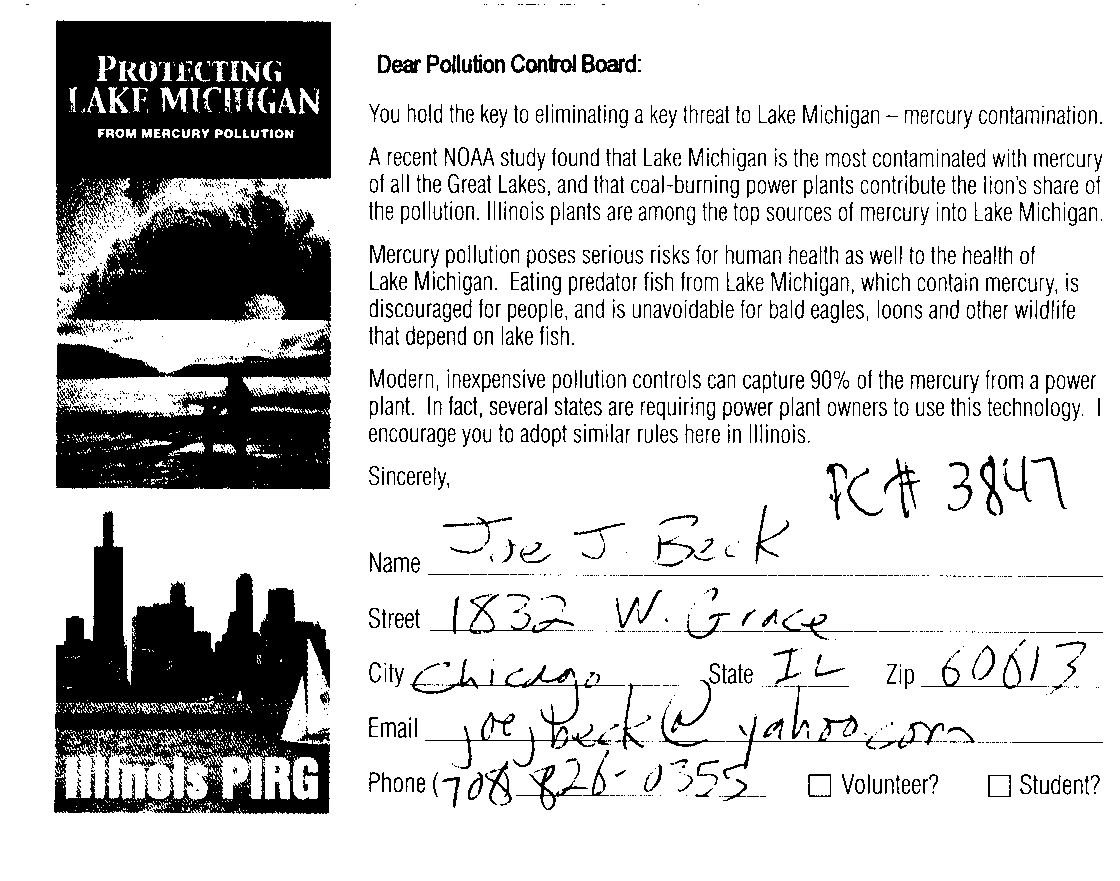 PROTECTING
LAKE MICHIGAN
FROM MERCURY POLLUTION
Illinois PIRG
Dear Pollution Control Board:
You hold the key to eliminating a key threat to Lake Michigan – mercury contamination.
A recent NOAA study found that Lake Michigan is the most contaminated with mercury
of all the Great Lakes, and that coal-burning power plants contribute the lion's share of
the pollution. Illinois plants are among the top sources of mercury into Lake Michigan.
Mercury pollution poses serious risks for human health as well to the health of
Lake Michigan. Eating predator fish from Lake Michigan, which contain mercury, is
discouraged for people, and is unavoidable for bald eagles, loons and other wildlife
that depend on lake fish.
Modern, inexpensive pollution controls can capture 90% of the mercury from a power
plant. In fact, several states are requiring power plant owners to use this technology. I
encourage you to adopt similar rules here in Illinois.
Sincerely,
PC# 3847
Name Joe J. Beck
Street 1832 W. Grace
City Chicago State IL Zip 60613
Email joejbeck@yahoo.com
Phone (708 826-0355 Volunteer? Student?